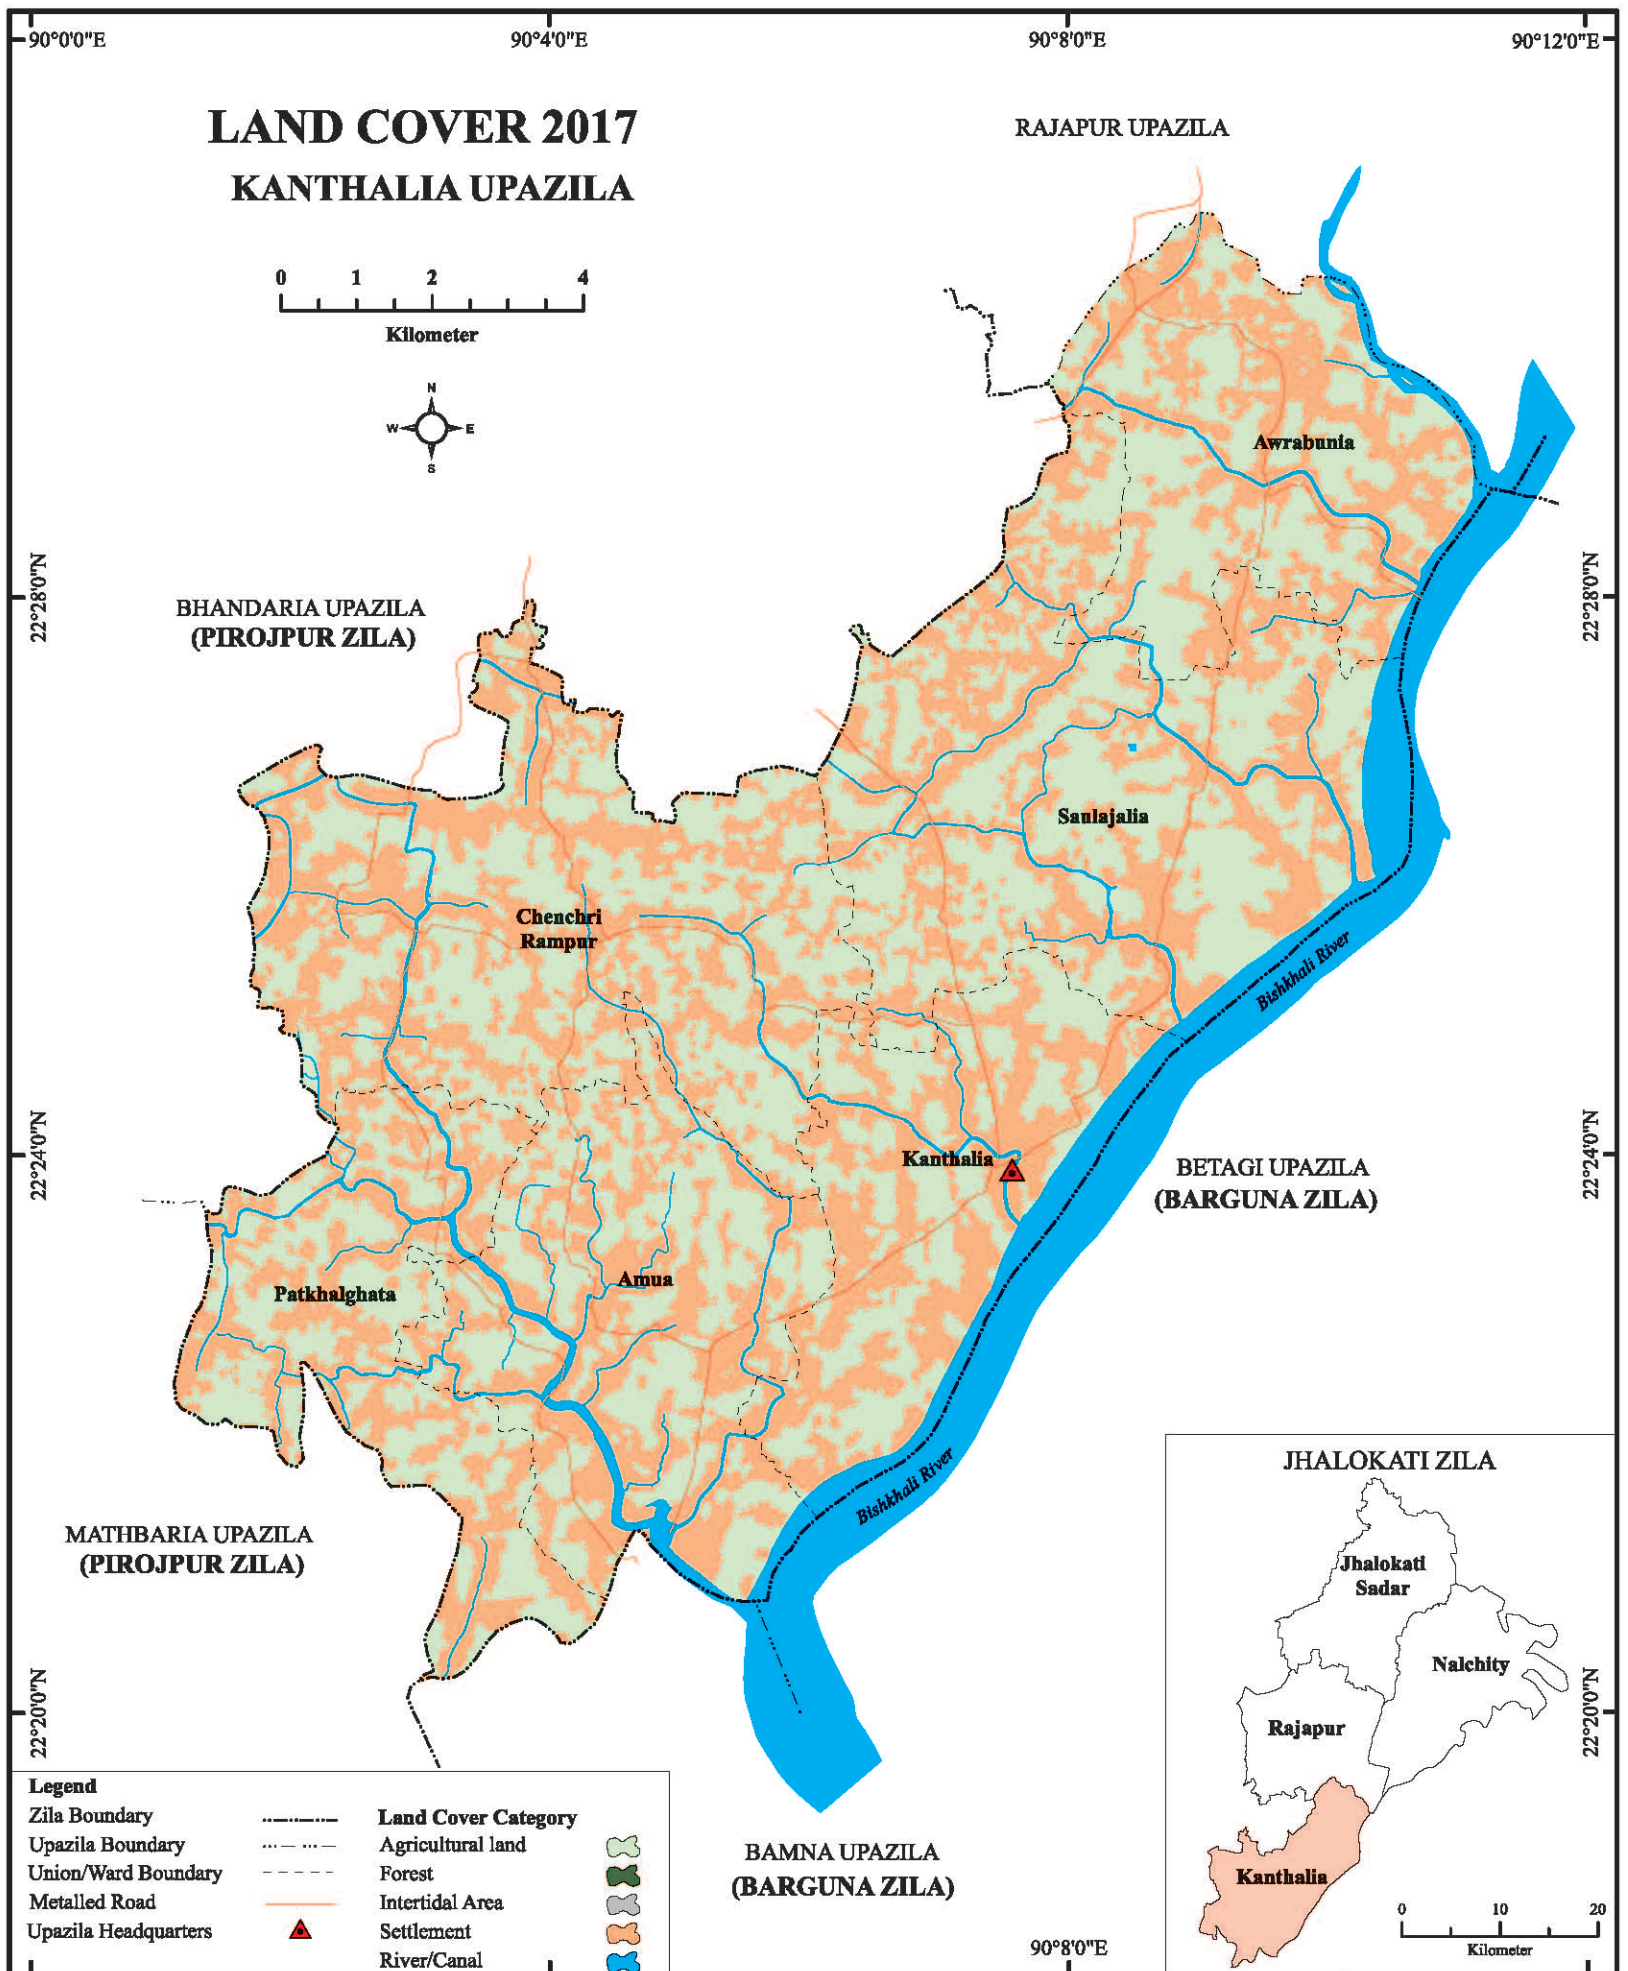 90°0'0"E
90°4'0"E
90°8'0"E
90°12'0"E
LAND COVER 2017
KANTHALIA UPAZILA
0 1 2 4
Kilometer
N
W E
S
RAJAPUR UPAZILA
Awrabunia
22°28'0"N
22°28'0"N
BHANDARIA UPAZILA
(PIROJPUR ZILA)
Saulajalia
Chenchri
Rampur
Bishkhali River
22°24'0"N
22°24'0"N
Kanthalia
BETAGI UPAZILA
(BARGUNA ZILA)
Patkhalghata
Amua
Bishkhali River
MATHBARIA UPAZILA
(PIROJPUR ZILA)
22°20'0"N
22°20'0"N
JHALOKATI ZILA
Jhalokati
Sadar
Nalchity
Rajapur
Kanthalia
0 10 20
Kilometer
BAMNA UPAZILA
(BARGUNA ZILA)
90°8'0"E
Legend
Zila Boundary
Upazila Boundary
Union/Ward Boundary
Metalled Road
Upazila Headquarters
Land Cover Category
Agricultural land
Forest
Intertidal Area
Settlement
River/Canal